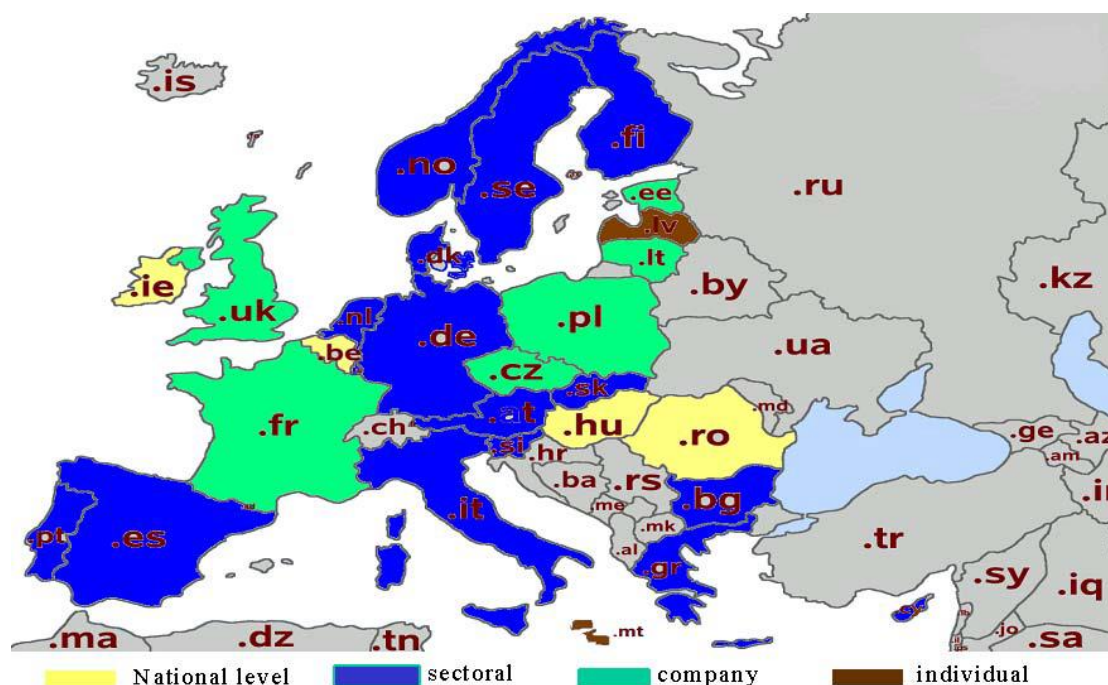 .is
.no
.se
.fi
.ru
.ee
.lv
.lt
.dk
.ie
.uk
.by
.kz
.nl
.de
.pl
.be
.ua
.cz
.sk
.fr
.at
.md
.ch
.hu
.ro
.si
.hr
.ge
.az
.am
.ba
.rs
.it
.me
.bg
.mk
.pt
.es
.al
.gr
.tr
.sy
.iq
.cy
.mt
.jo
.ma
.dz
.tn
.sa
National level
sectoral
company
individual